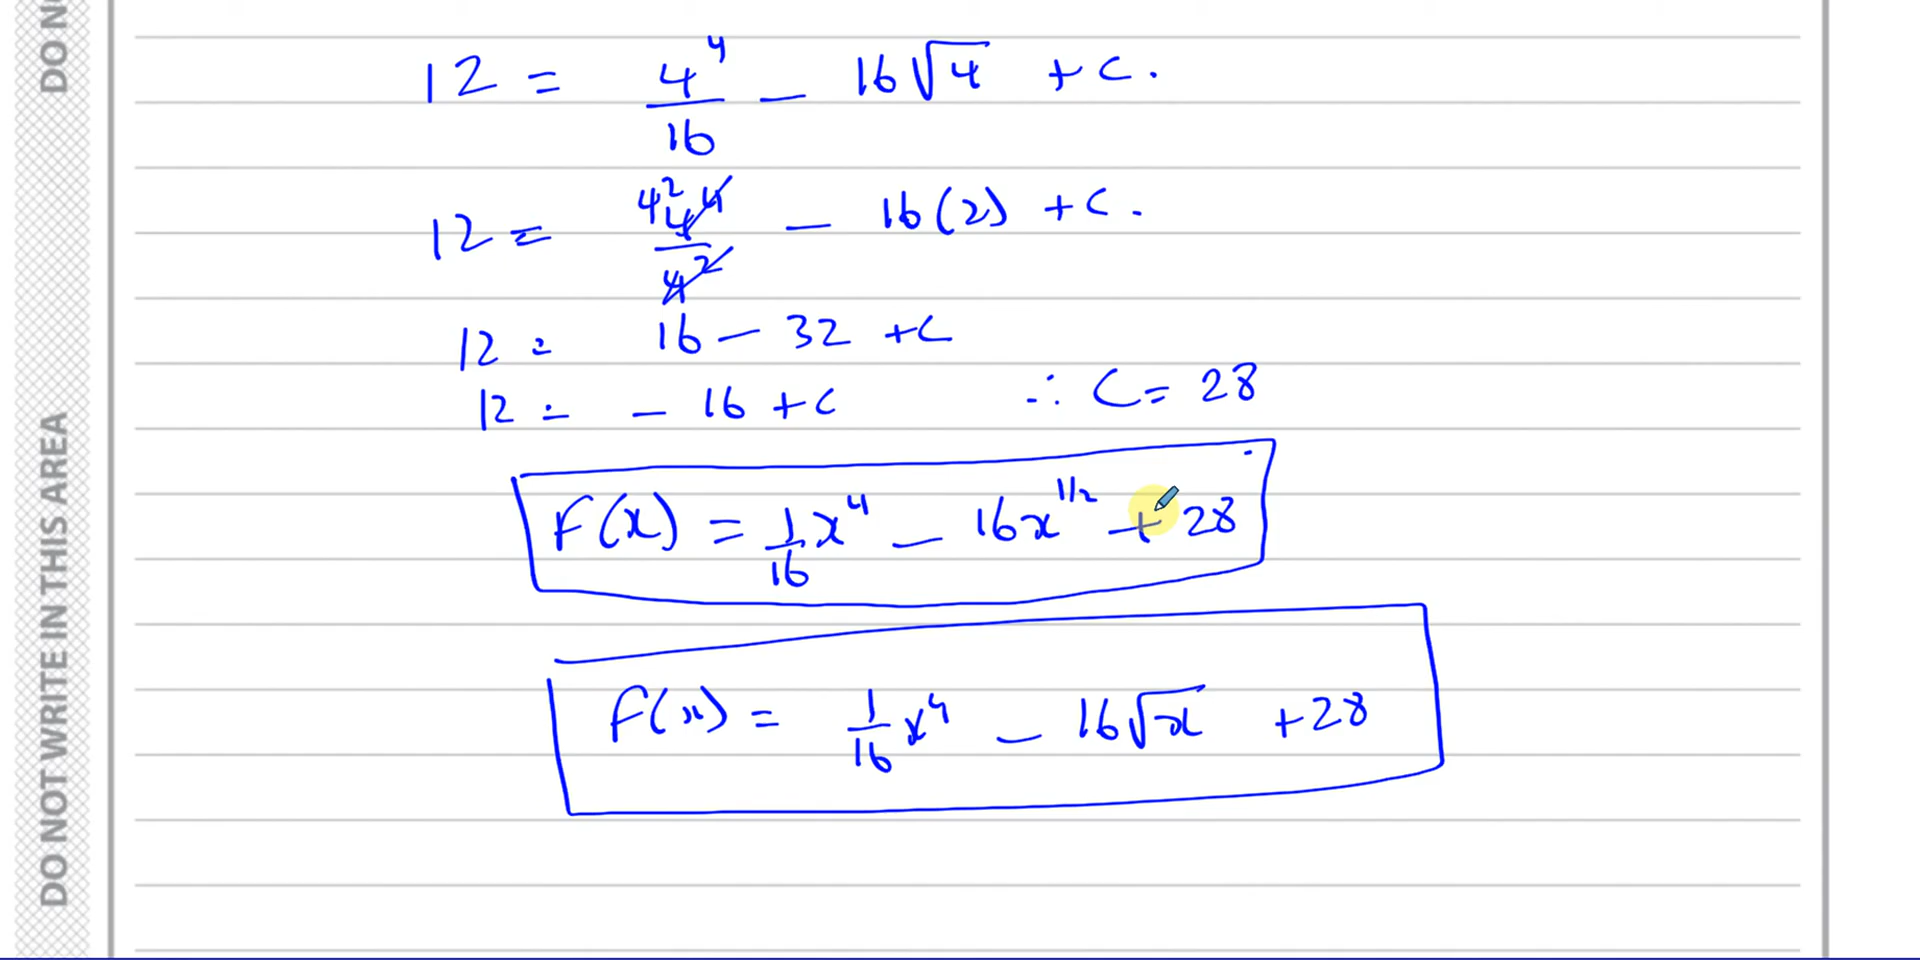 DO NO
DO NOT WRITE IN THIS AREA
12 = 4^4/16 - 16√4 + C.
12 = 4^2 4^4/4^2 - 16(2) + C.
12 = 16 - 32 + C
12 = - 16 + C ∴ C = 28
F(x) = 1/16 x^4 - 16x^1/2 + 28
F(x) = 1/16 x^4 - 16√x + 28